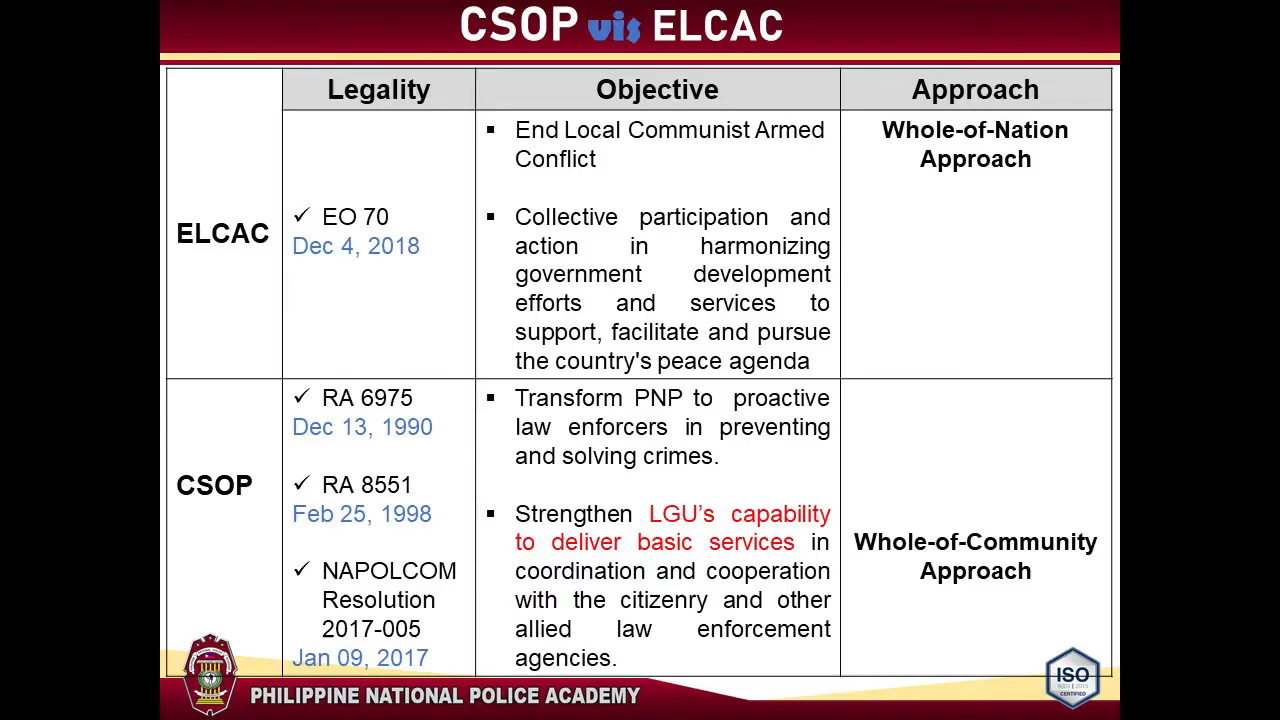 CSOP vis ELCAC
Legality
Objective
Approach
ELCAC
✓ EO 70
Dec 4, 2018
▪ End Local Communist Armed
Conflict
▪ Collective participation and
action in harmonizing
government development
efforts and services to
support, facilitate and pursue
the country's peace agenda
Whole-of-Nation
Approach
CSOP
✓ RA 6975
Dec 13, 1990
✓ RA 8551
Feb 25, 1998
✓ NAPOLCOM
Resolution
2017-005
Jan 09, 2017
▪ Transform PNP to proactive
law enforcers in preventing
and solving crimes.
▪ Strengthen LGU’s capability
to deliver basic services in
coordination and cooperation
with the citizenry and other
allied law enforcement
agencies.
Whole-of-Community
Approach
PHILIPPINE NATIONAL POLICE ACADEMY
ISO
CERTIFIED